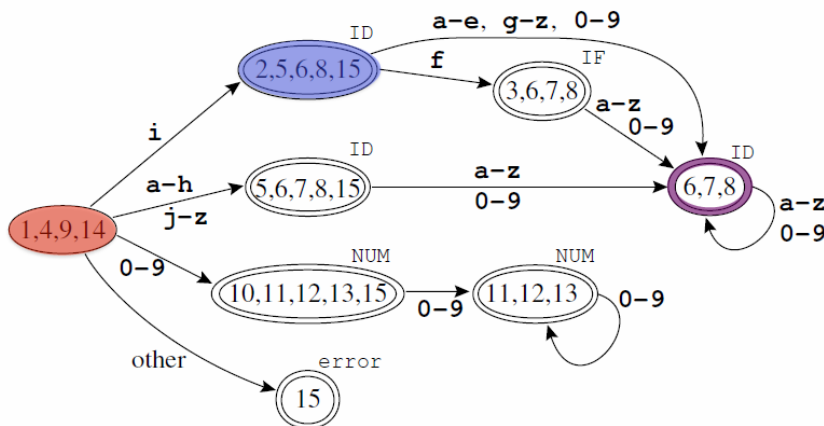 ID
a-e, g-z, 0-9
2,5,6,8,15
f
IF
3,6,7,8
a-z
0-9
i
ID
ID
a-h
j-z
5,6,7,8,15
a-z
0-9
6,7,8
a-z
0-9
1,4,9,14
0-9
NUM
10,11,12,13,15
0-9
NUM
11,12,13
0-9
other
error
15